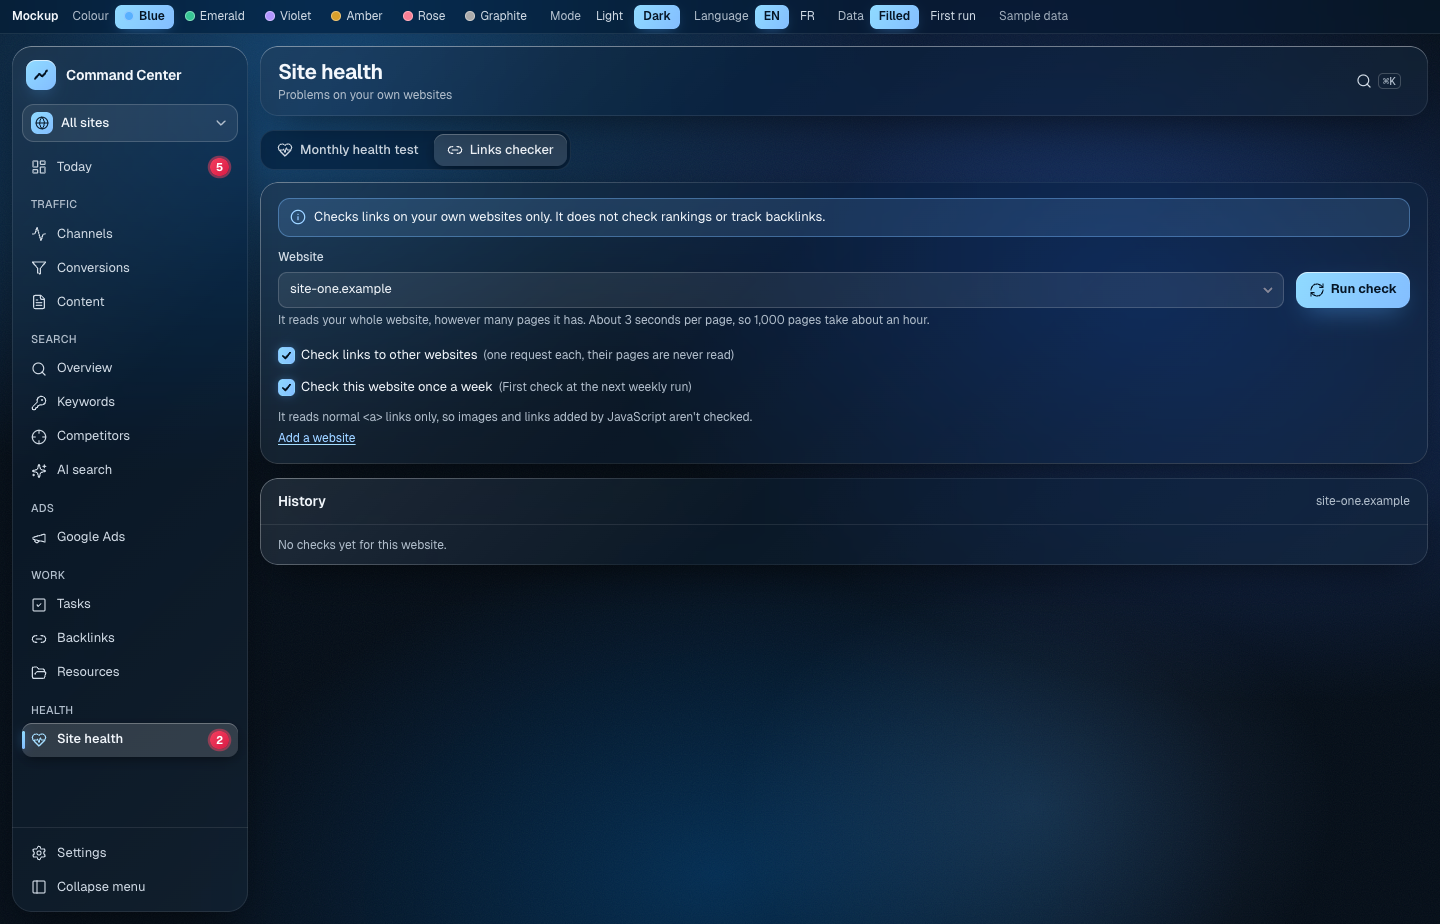 Mockup Colour Blue Emerald Violet Amber Rose Graphite Mode Light Dark Language EN FR Data Filled First run Sample data
Command Center
All sites
Today 5
TRAFFIC
Channels
Conversions
Content
SEARCH
Overview
Keywords
Competitors
AI search
ADS
Google Ads
WORK
Tasks
Backlinks
Resources
HEALTH
Site health 2
Settings
Collapse menu
Site health
Problems on your own websites
⌘K
Monthly health test Links checker
Checks links on your own websites only. It does not check rankings or track backlinks.
Website
site-one.example Run check
It reads your whole website, however many pages it has. About 3 seconds per page, so 1,000 pages take about an hour.
Check links to other websites (one request each, their pages are never read)
Check this website once a week (First check at the next weekly run)
It reads normal <a> links only, so images and links added by JavaScript aren't checked.
Add a website
History site-one.example
No checks yet for this website.